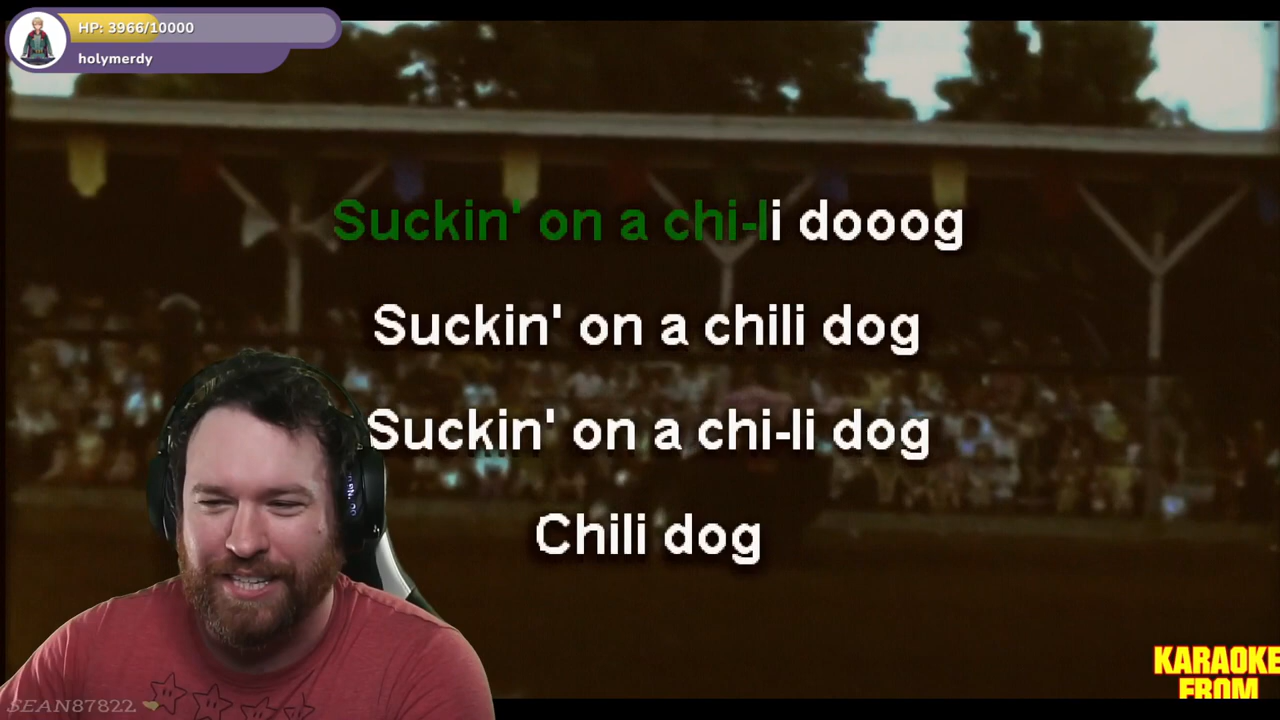 HP: 3966/10000
holymerdy
Suckin' on a chi-li dooog
Suckin' on a chili dog
Suckin' on a chi-li dog
Chili dog
KARAOKE
FROM
SEAN87822